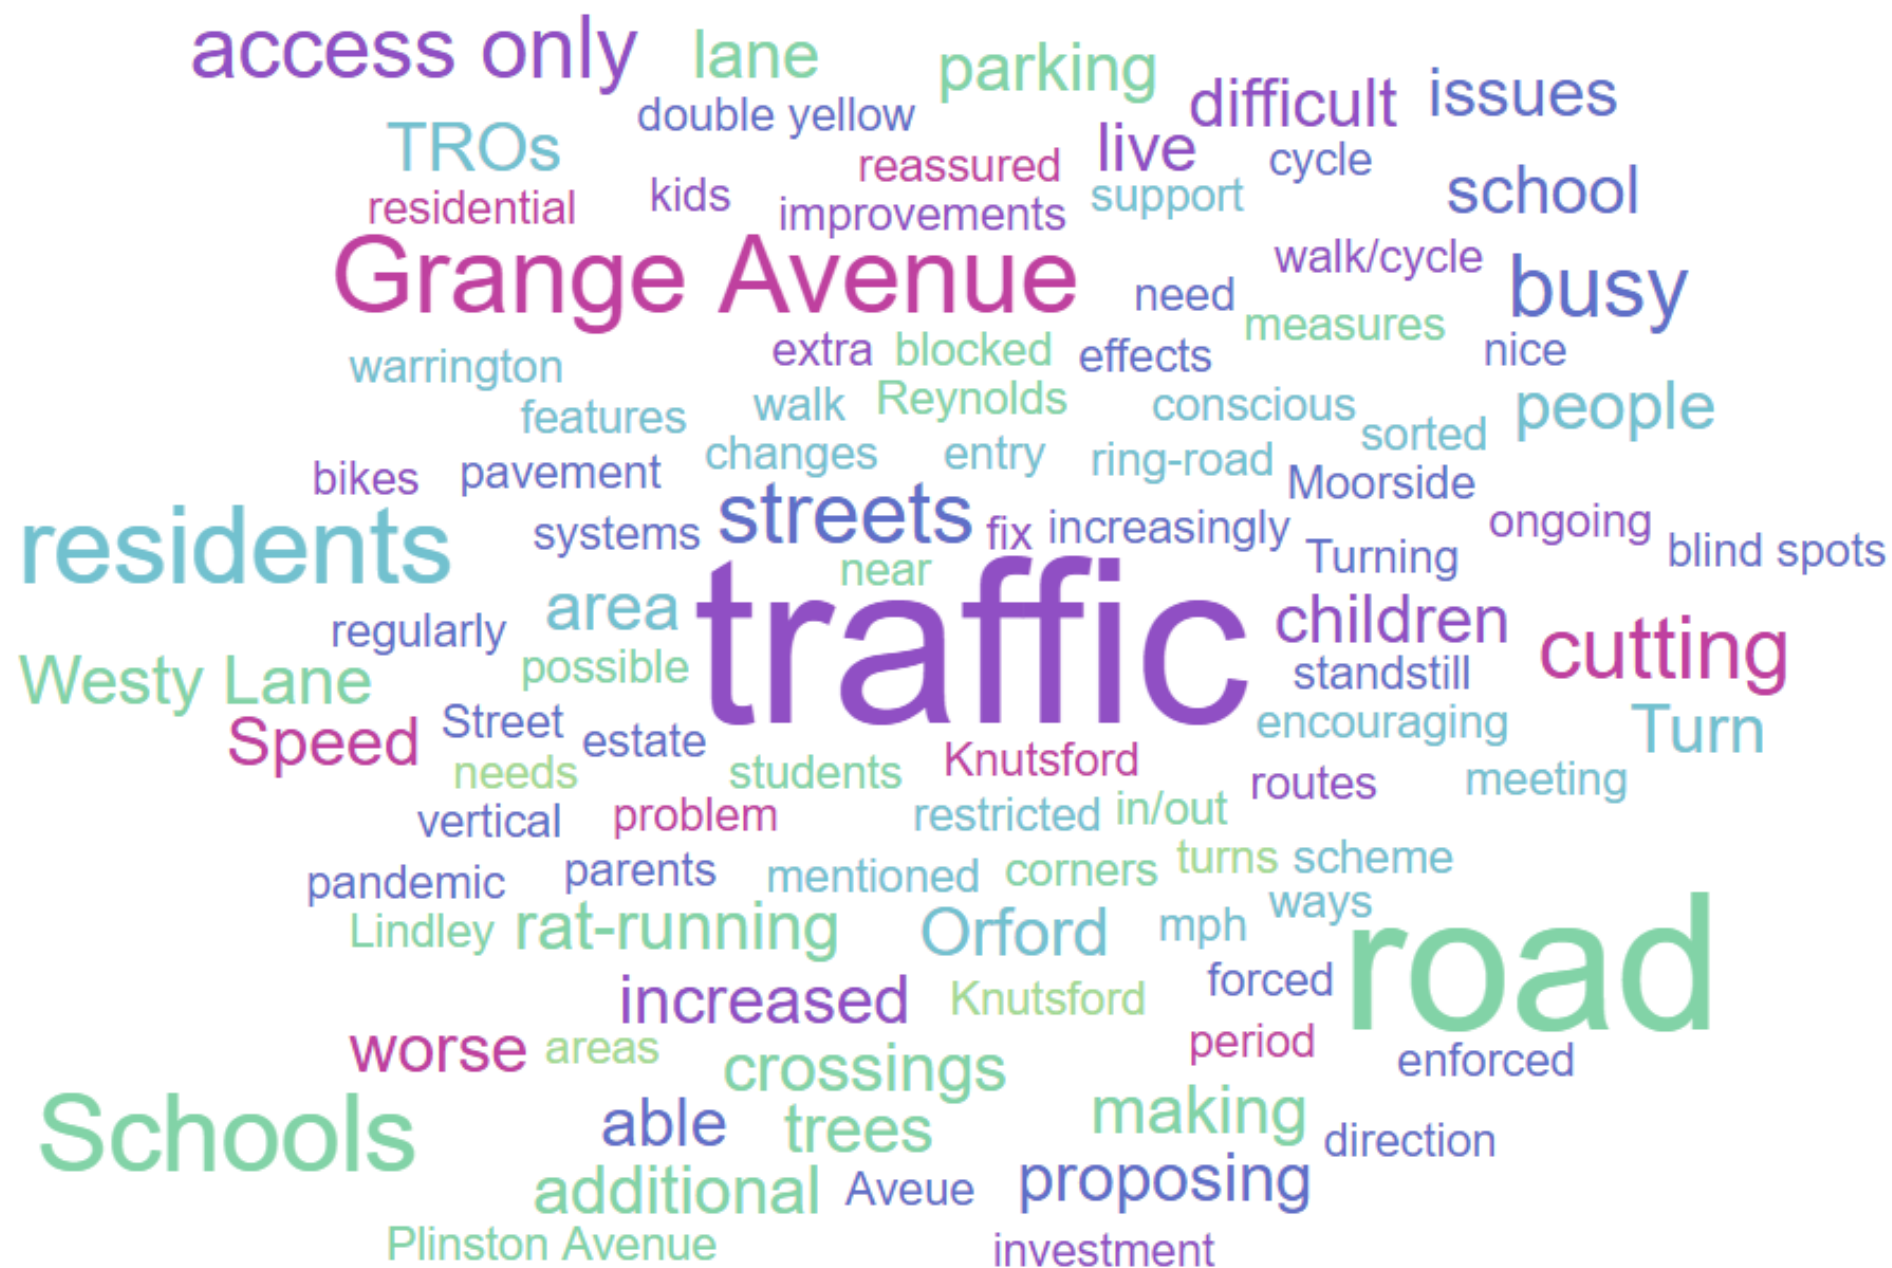 access only lane parking
difficult issues
double yellow
TROs live
reassured cycle
residential kids improvements support school
Grange Avenue walk/cycle busy
need
measures
warrington extra blocked effects nice
features walk Reynolds conscious people
changes entry ring-road sorted
bikes pavement Moorside
residents systems streets fix increasingly ongoing
near Turning blind spots
regularly area traffic children cutting
Westy Lane possible standstill
Speed Street estate encouraging Turn
needs students Knutsford routes meeting
vertical problem restricted in/out
pandemic parents mentioned corners turns scheme
Lindley rat-running Orford mph ways
road
increased Knutsford forced
worse areas period
crossings enforced
Schools able trees making direction
additional Aveue proposing
Plinston Avenue investment